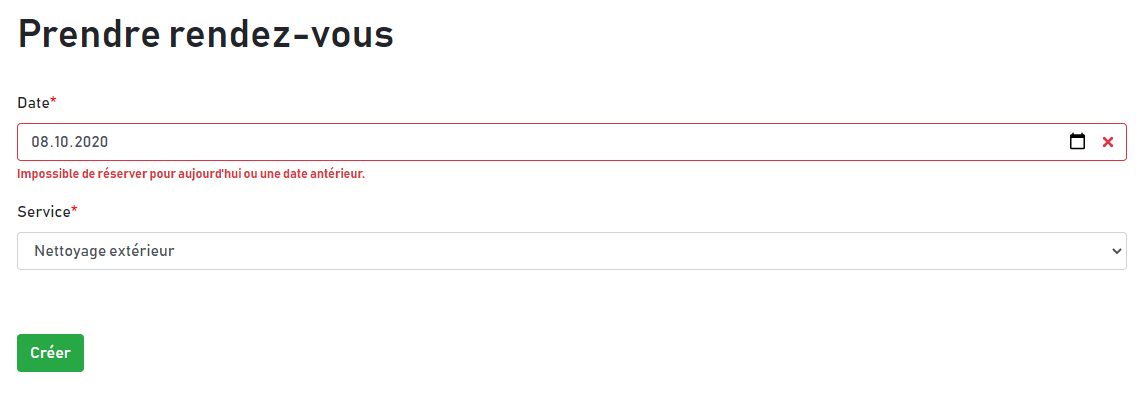 Prendre rendez-vous
Date*
08.10.2020
Impossible de réserver pour aujourd'hui ou une date antérieur.
Service*
Nettoyage extérieur
Créer